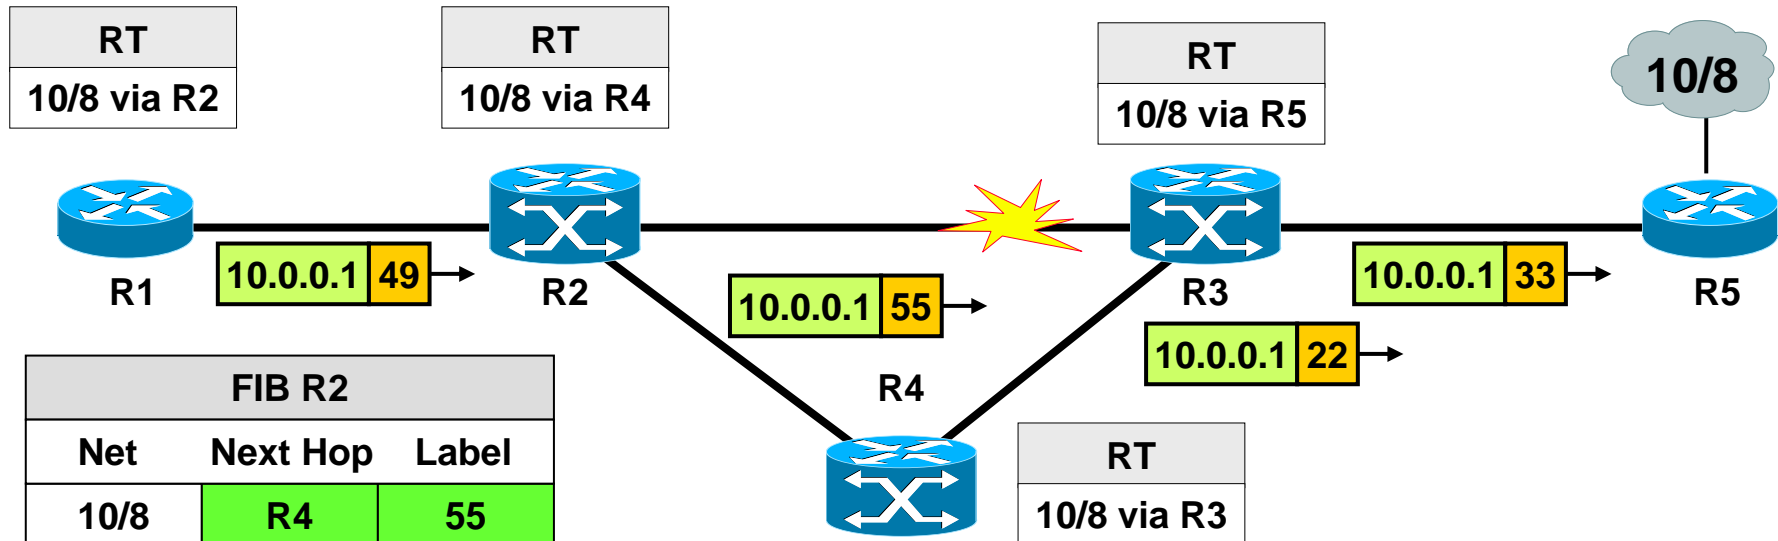 RT
10/8 via R2
RT
10/8 via R4
RT
10/8 via R5
10/8
R1
10.0.0.1 49
R2
10.0.0.1 55
R3
10.0.0.1 33
R5
10.0.0.1 22
R4
FIB R2
Net Next Hop Label
10/8 R4 55
RT
10/8 via R3